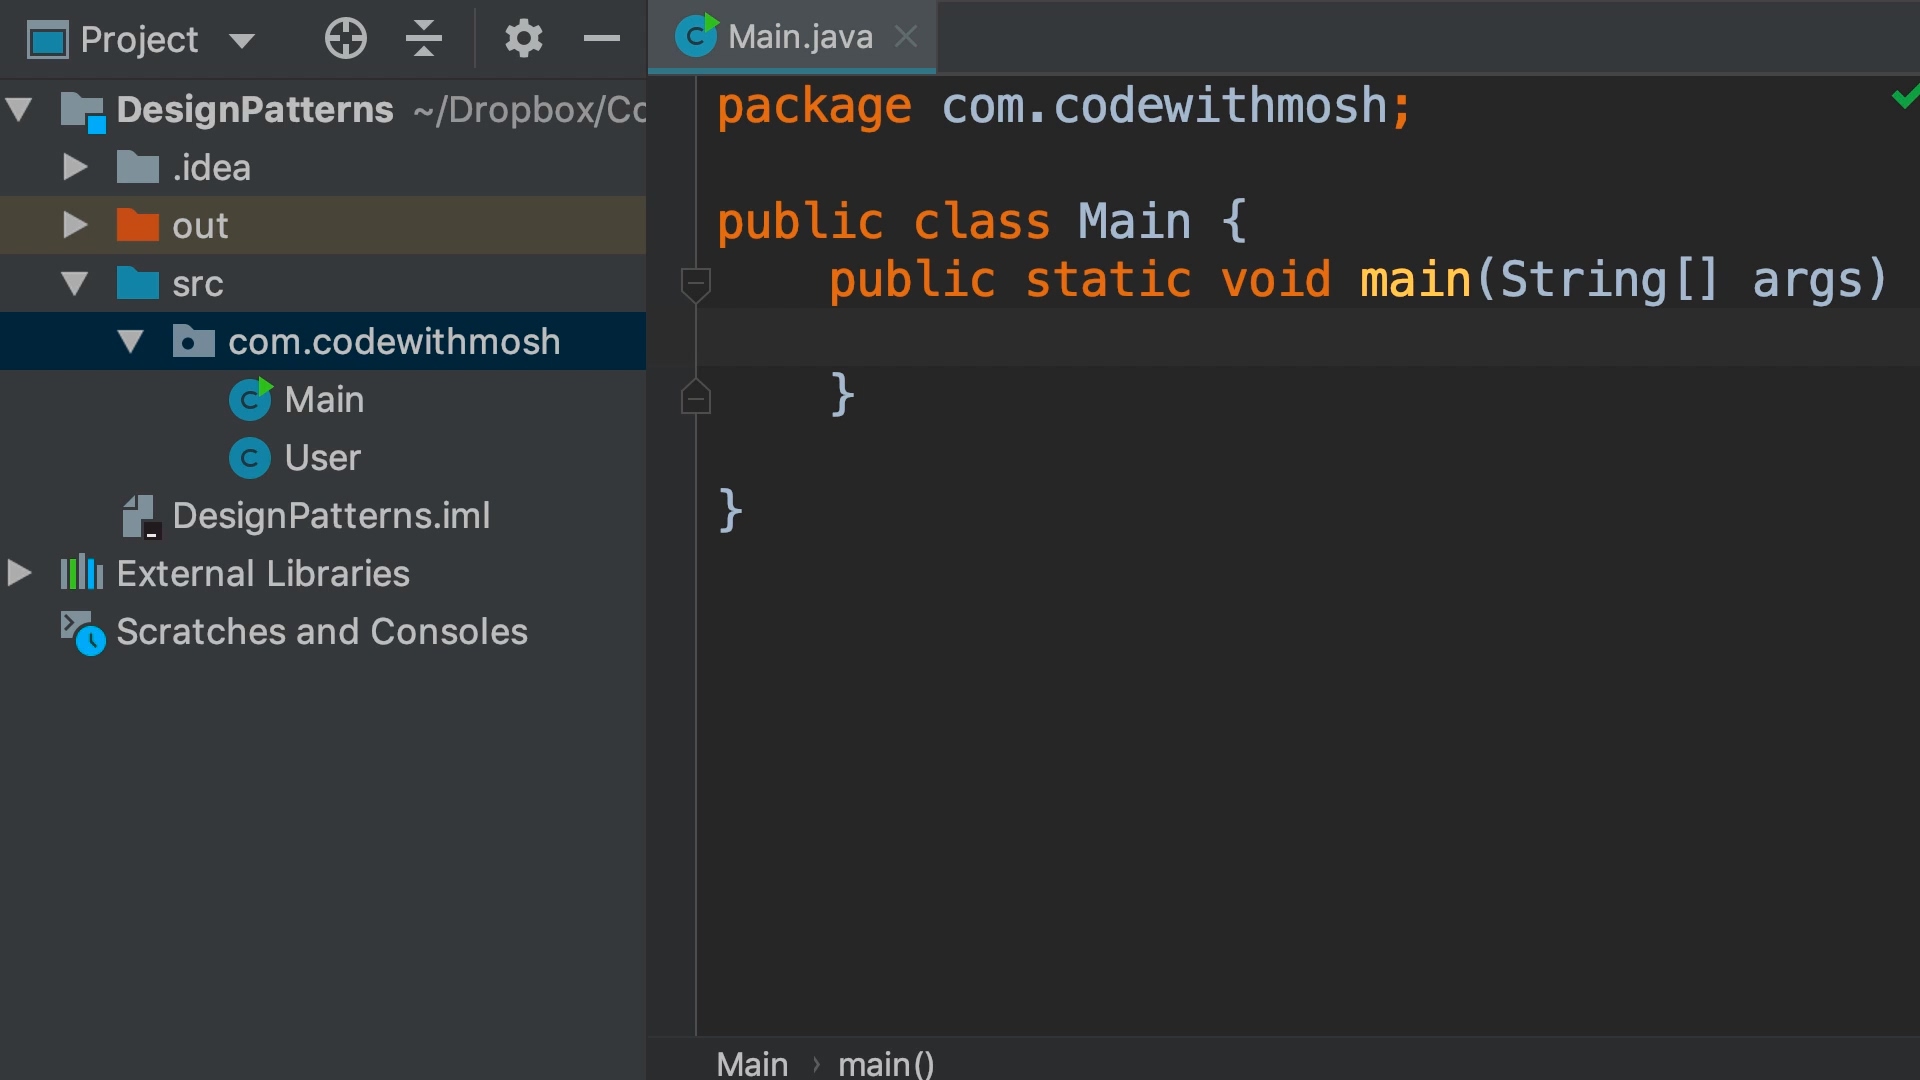 Project
Main.java
DesignPatterns ~/Dropbox/Co
.idea
out
src
com.codewithmosh
Main
User
DesignPatterns.iml
External Libraries
Scratches and Consoles
package com.codewithmosh;
public class Main {
public static void main(String[] args)
}
}
Main › main()